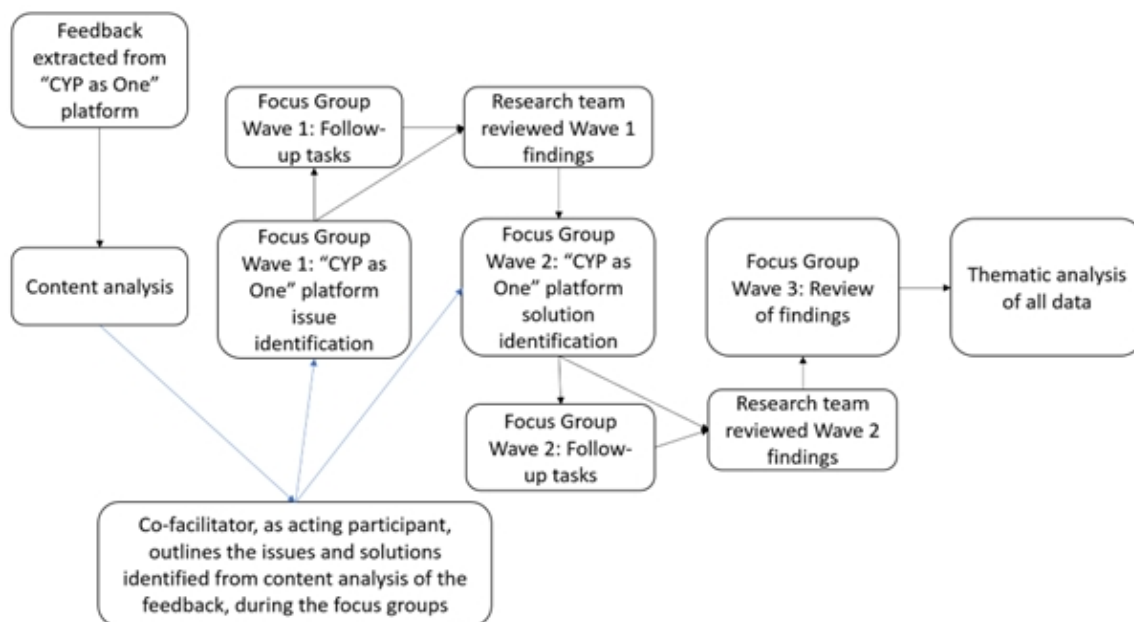 Feedback
extracted from
“CYP as One”
platform
Content analysis
Co-facilitator, as acting participant,
outlines the issues and solutions
identified from content analysis of the
feedback, during the focus groups
Focus Group
Wave 1: Follow-
up tasks
Focus Group
Wave 1: “CYP as
One” platform
issue
identification
Research team
reviewed Wave 1
findings
Focus Group
Wave 2: “CYP as
One” platform
solution
identification
Focus Group
Wave 2: Follow-
up tasks
Research team
reviewed Wave 2
findings
Focus Group
Wave 3: Review
of findings
Thematic analysis
of all data